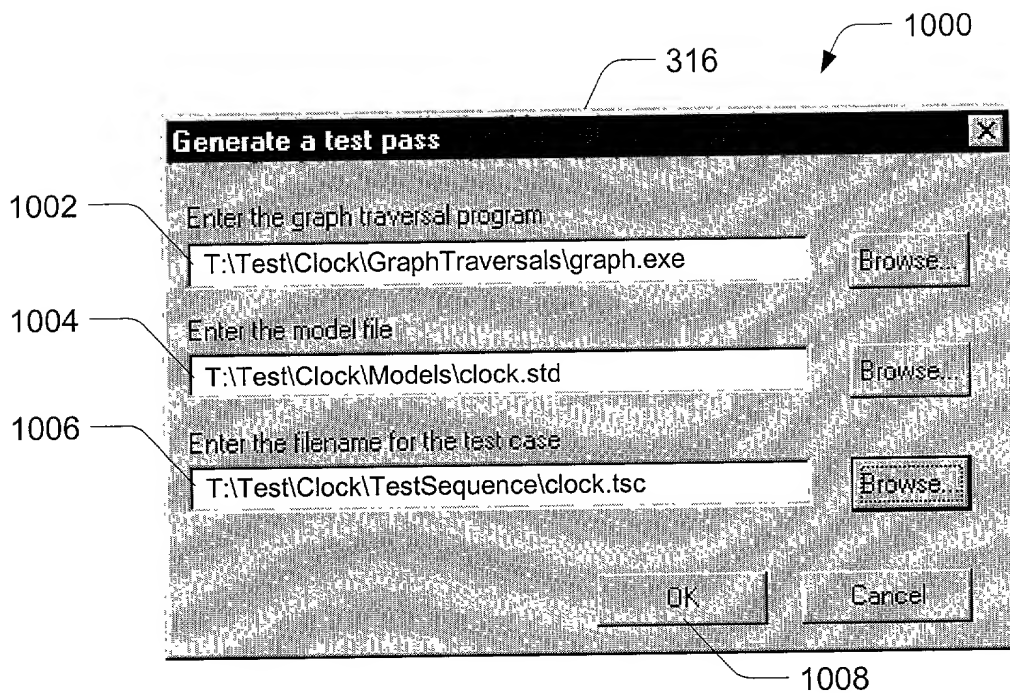 1000
316
Generate a test pass
1002
Enter the graph traversal program
T:\Test\Clock\GraphTraversals\graph.exe
Browse...
1004
Enter the model file
T:\Test\Clock\Models\clock.std
Browse...
1006
Enter the filename for the test case
T:\Test\Clock\TestSequence\clock.tsc
Browse...
OK
Cancel
1008